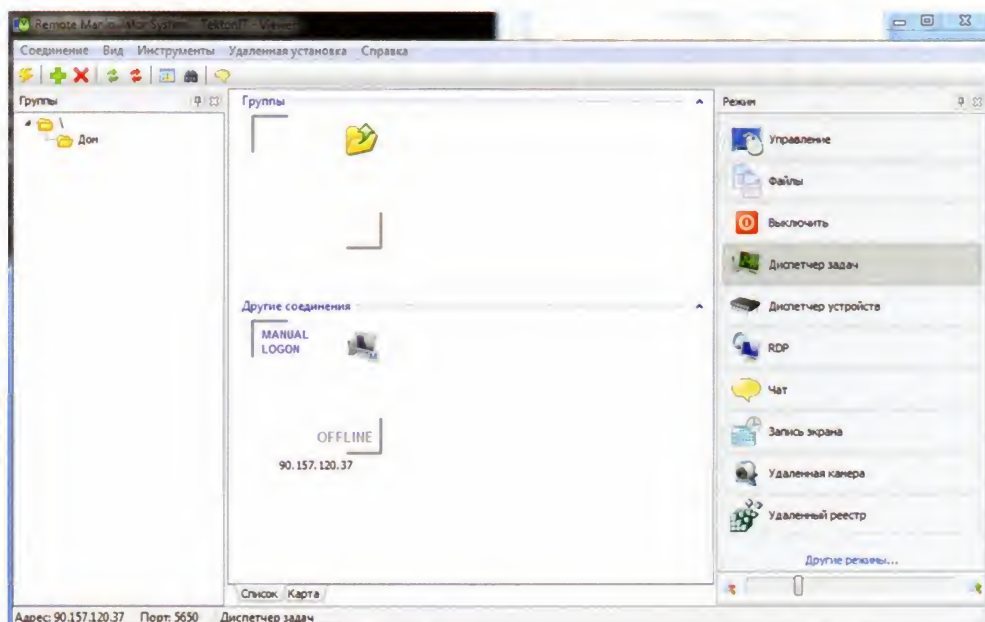 Remote Manipulator System - TektonIT - Viewer
Соединение Вид Инструменты Удаленная установка Справка
Группы
\
Дом
Группы
Другие соединения
MANUAL
LOGON
OFFLINE
90.157.120.37
Список Карта
Режим
Управление
Файлы
Выключить
Диспетчер задач
Диспетчер устройств
RDP
Чат
Запись экрана
Удаленная камера
Удаленный реестр
Другие режимы...
Адрес: 90.157.120.37 Порт: 5650 Диспетчер задач